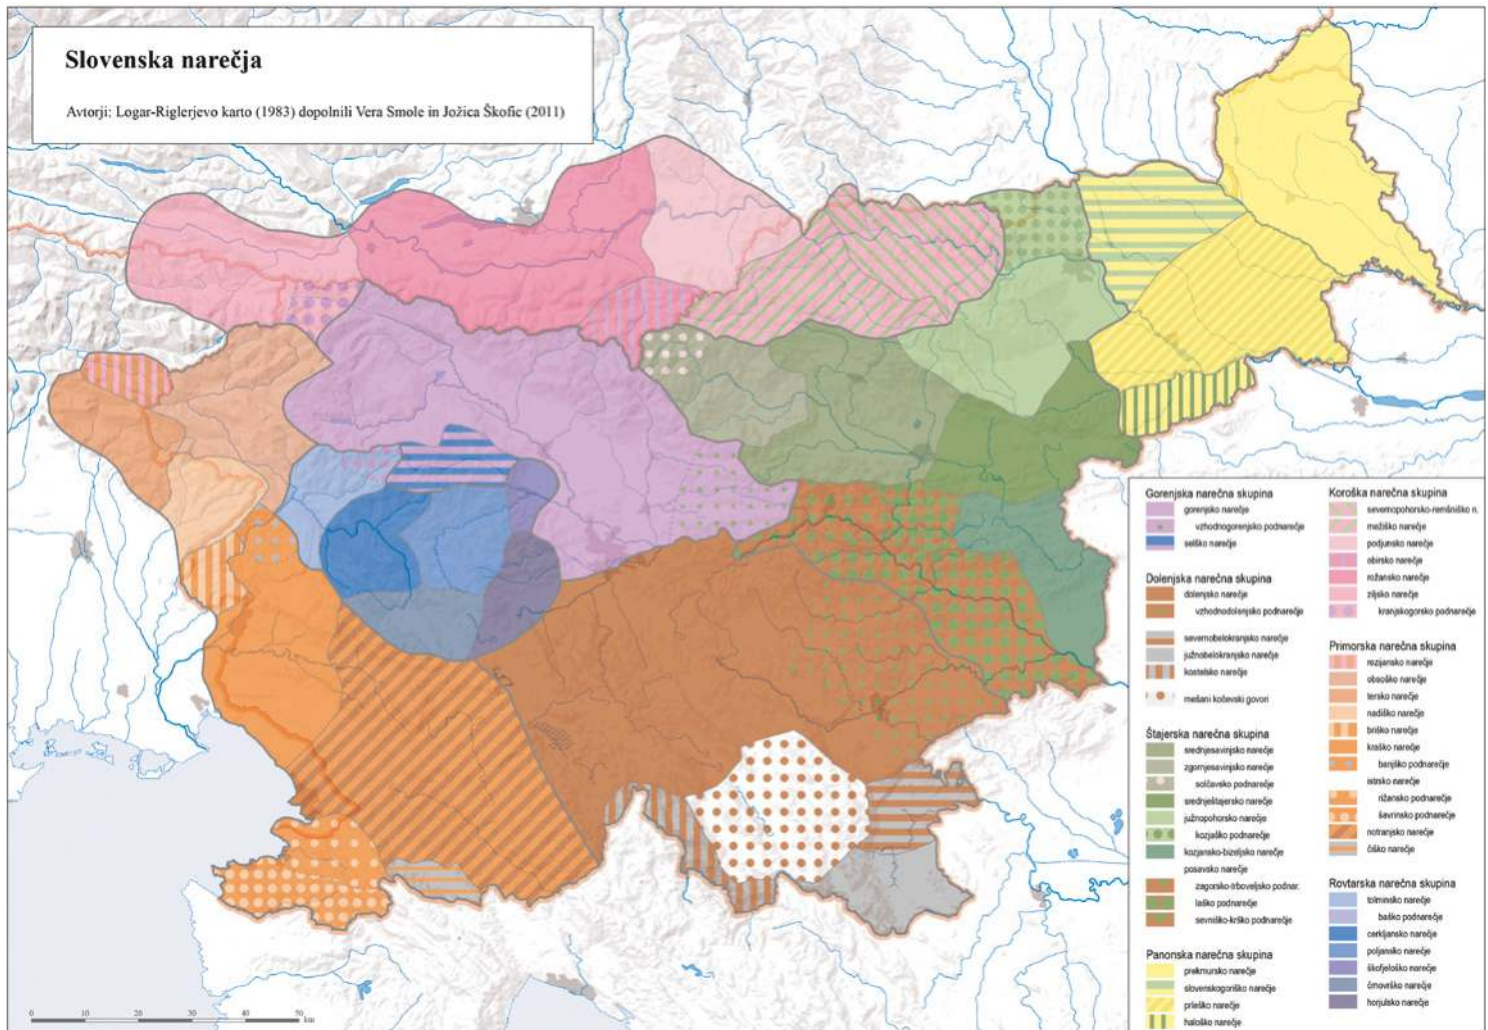 Slovenska narečja
Avtorji: Logar-Riglerjevo karto (1983) dopolnili Vera Smole in Jožica Škofic (2011)
Gorenjska narečna skupina
gorenjsko narečje
vzhodnogorenjsko podnarečje
selško narečje
Dolenjska narečna skupina
dolenjsko narečje
vzhodnodolenjsko podnarečje
severnobelokranjsko narečje
južnobelokranjsko narečje
kostelsko narečje
mešani kočevski govori
Štajerska narečna skupina
srednjesavinjsko narečje
zgornjesavinjsko narečje
solčavsko podnarečje
srednještajersko narečje
južnopohorsko narečje
kozjaško podnarečje
kozjansko-bizeljsko narečje
posavsko narečje
zagorsko-trboveljsko podnar.
laško podnarečje
sevniško-krško podnarečje
Panonska narečna skupina
prekmursko narečje
slovenskogoriško narečje
prleško narečje
haloško narečje
Koroška narečna skupina
severnopohorsko-remšniško n.
mežiško narečje
podjunsko narečje
obirsko narečje
rožansko narečje
ziljsko narečje
kranjskogorsko podnarečje
Primorska narečna skupina
rezijansko narečje
obsoško narečje
tersko narečje
nadiško narečje
briško narečje
kraško narečje
banjško podnarečje
istrsko narečje
rižansko podnarečje
šavrinsko podnarečje
notranjsko narečje
čiško narečje
Rovtarska narečna skupina
tolminsko narečje
baško podnarečje
cerkljansko narečje
poljansko narečje
škofjeloško narečje
črnovrško narečje
horjulsko narečje
0 10 20 30 40 50
km